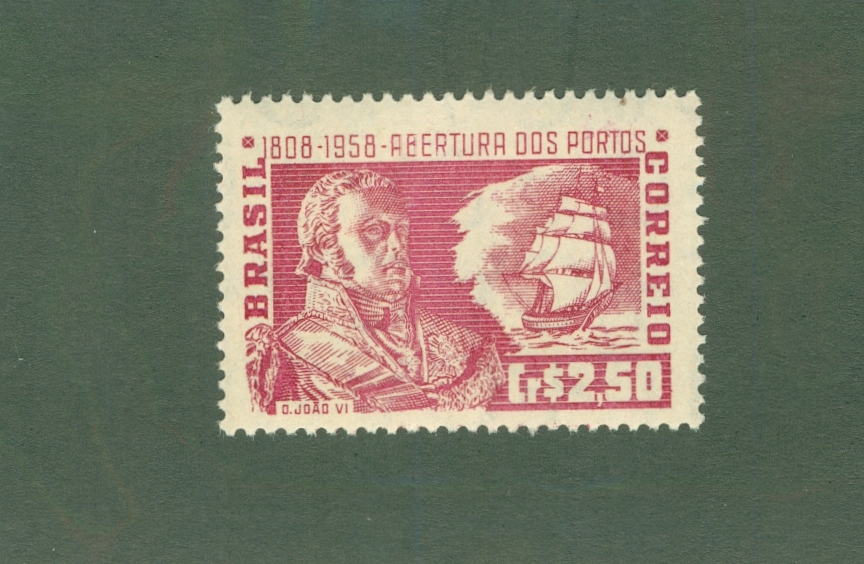 1808-1958-ABERTURA DOS PORTOS
BRASIL
CORREIO
Cr$2,50
D.JOÃO VI